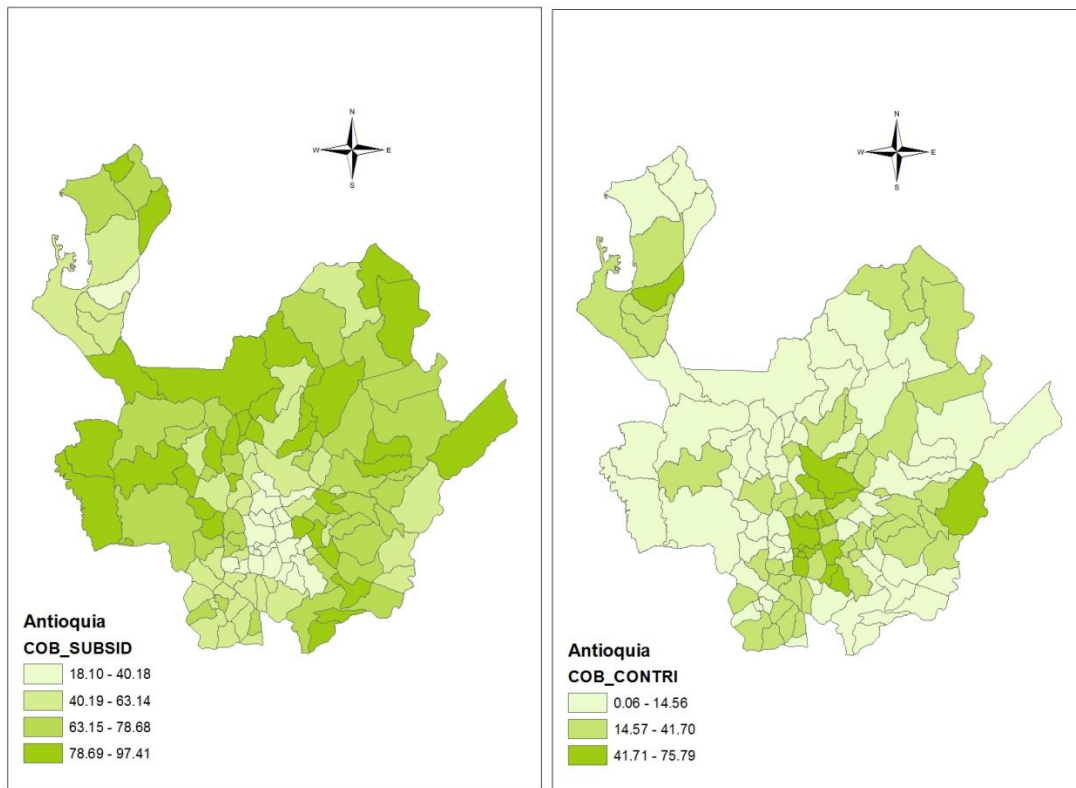 N
W E
S
Antioquia
COB_SUBSID
18.10 - 40.18
40.19 - 63.14
63.15 - 78.68
78.69 - 97.41
N
W E
S
Antioquia
COB_CONTRI
0.06 - 14.56
14.57 - 41.70
41.71 - 75.79